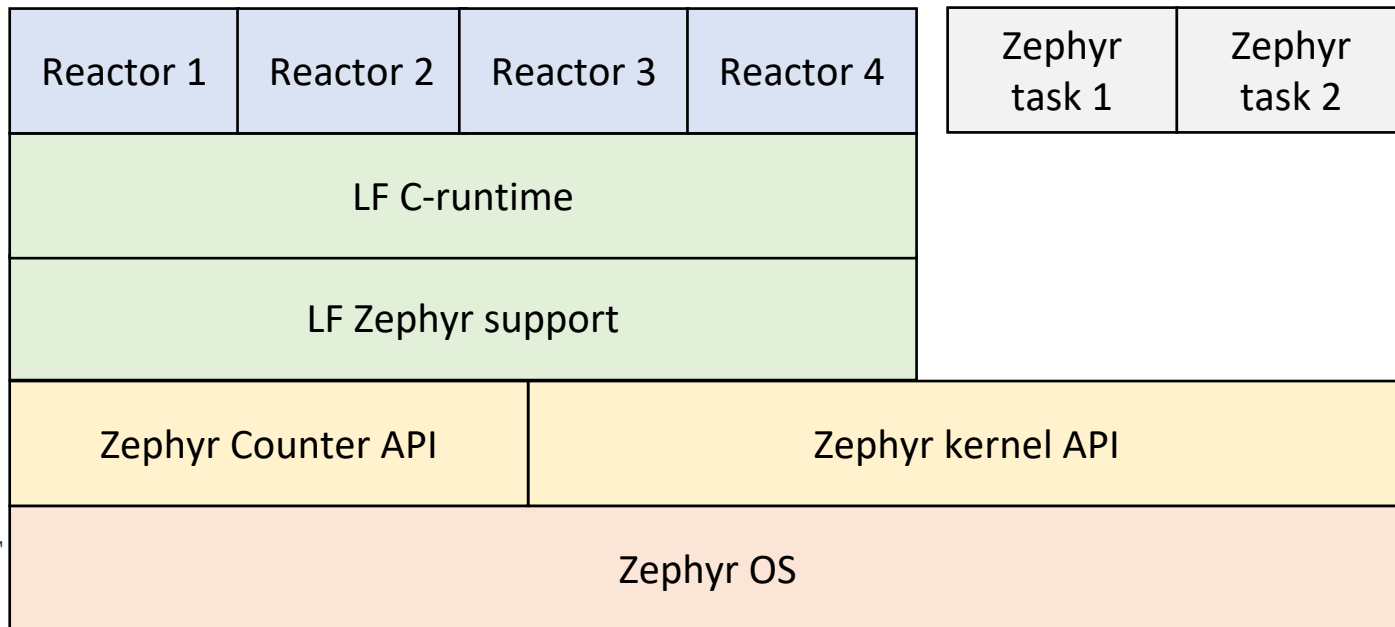 Reactor 1
Reactor 2
Reactor 3
Reactor 4
Zephyr
task 1
Zephyr
task 2
LF C-runtime
LF Zephyr support
Zephyr Counter API
Zephyr kernel API
Zephyr OS